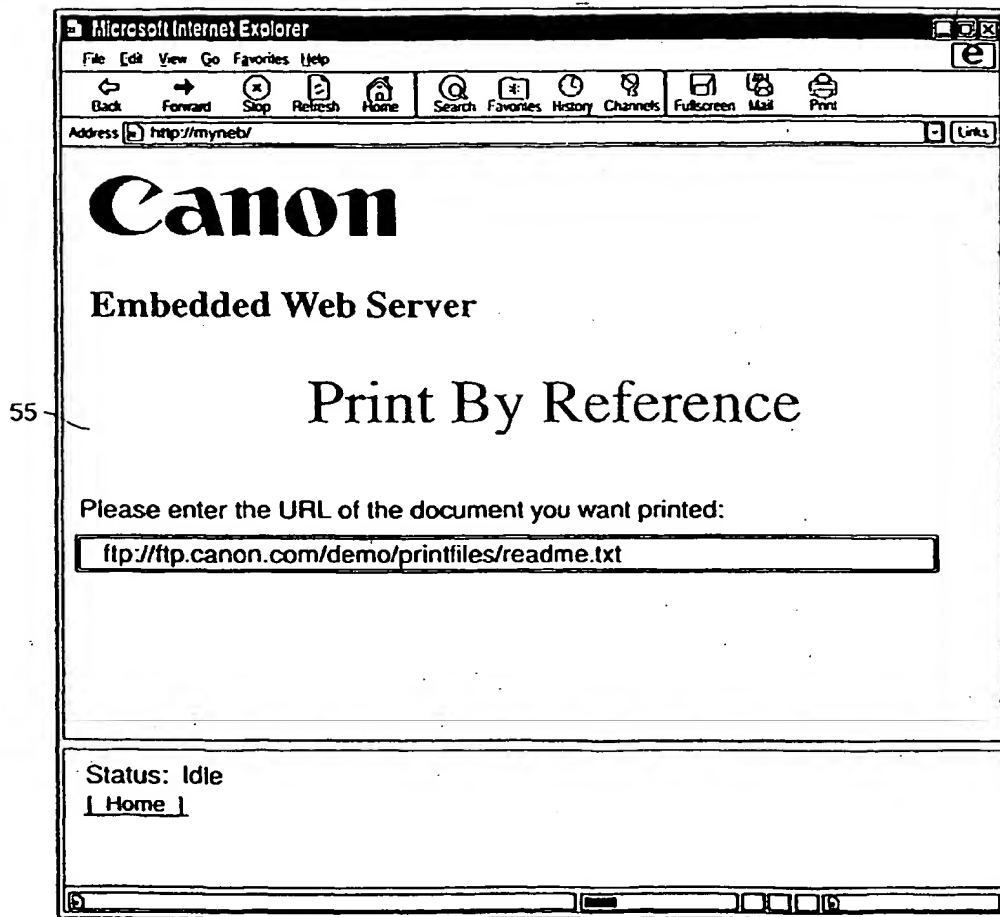 Microsoft Internet Explorer
File Edit View Go Favorites Help
e
Back Forward Stop Refresh Home Search Favorites History Channels Fullscreen Mail Print
Address http://myneb/ Links
Canon
Embedded Web Server
Print By Reference
55
Please enter the URL of the document you want printed:
ftp://ftp.canon.com/demo/printfiles/readme.txt
Status: Idle
[ Home ]